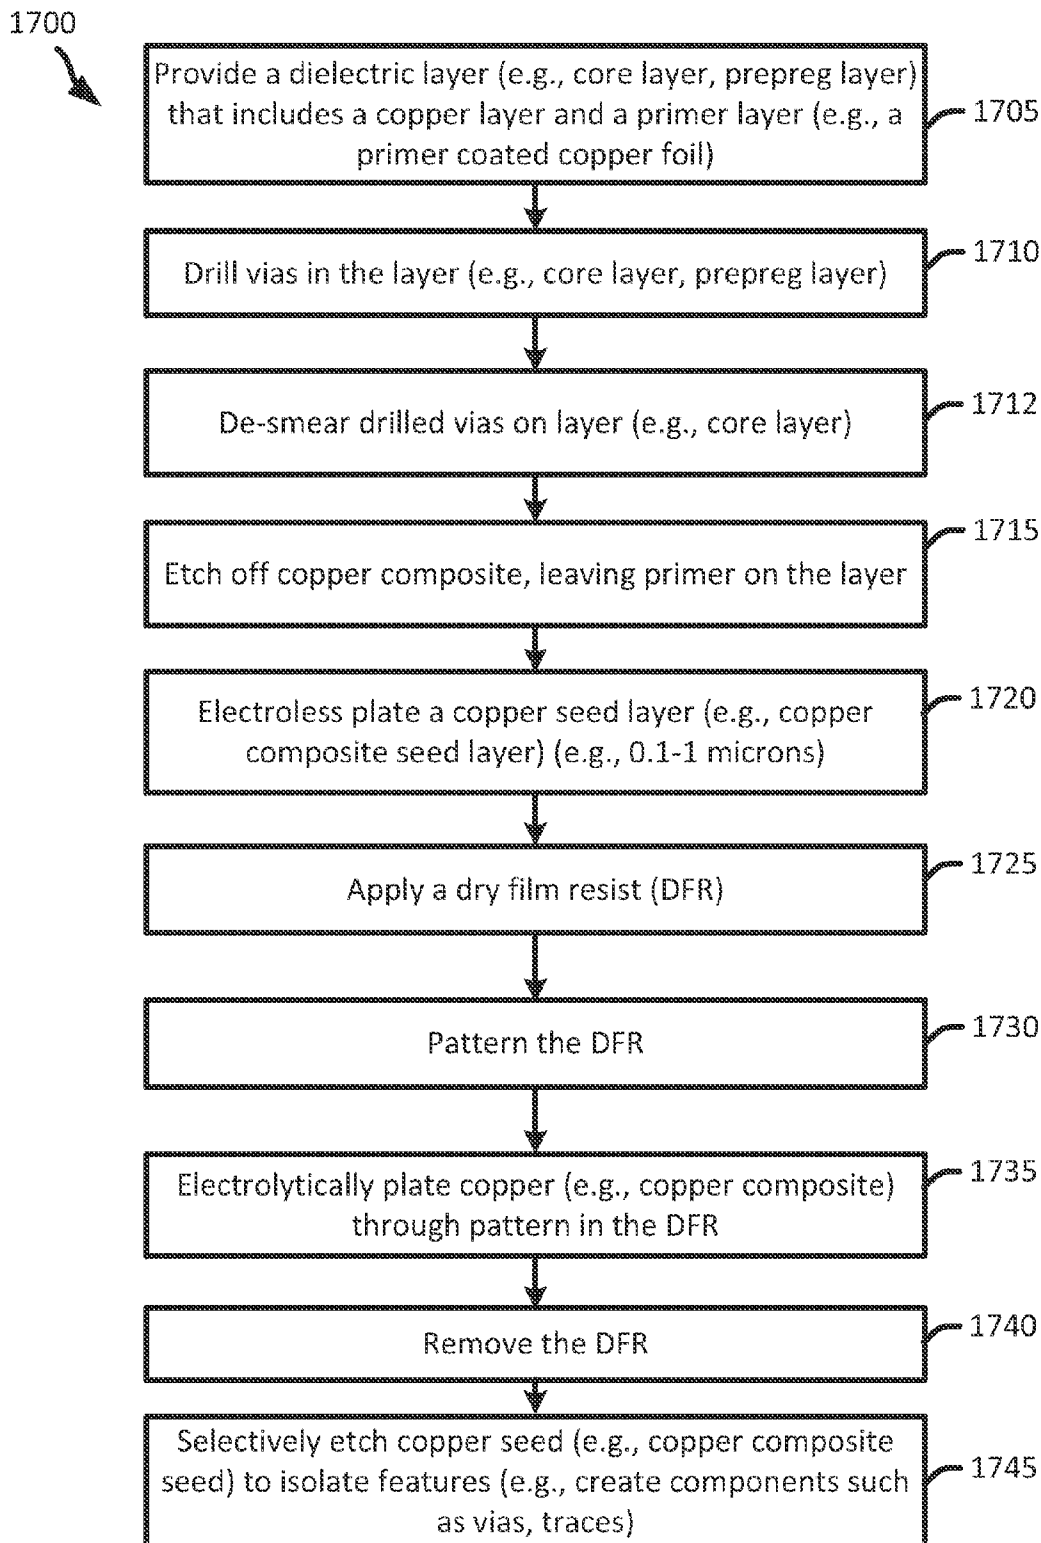 1700
Provide a dielectric layer (e.g., core layer, prepreg layer)
that includes a copper layer and a primer layer (e.g., a
primer coated copper foil)
1705
Drill vias in the layer (e.g., core layer, prepreg layer)
1710
De-smear drilled vias on layer (e.g., core layer)
1712
Etch off copper composite, leaving primer on the layer
1715
Electroless plate a copper seed layer (e.g., copper
composite seed layer) (e.g., 0.1-1 microns)
1720
Apply a dry film resist (DFR)
1725
Pattern the DFR
1730
Electrolytically plate copper (e.g., copper composite)
through pattern in the DFR
1735
Remove the DFR
1740
Selectively etch copper seed (e.g., copper composite
seed) to isolate features (e.g., create components such
as vias, traces)
1745